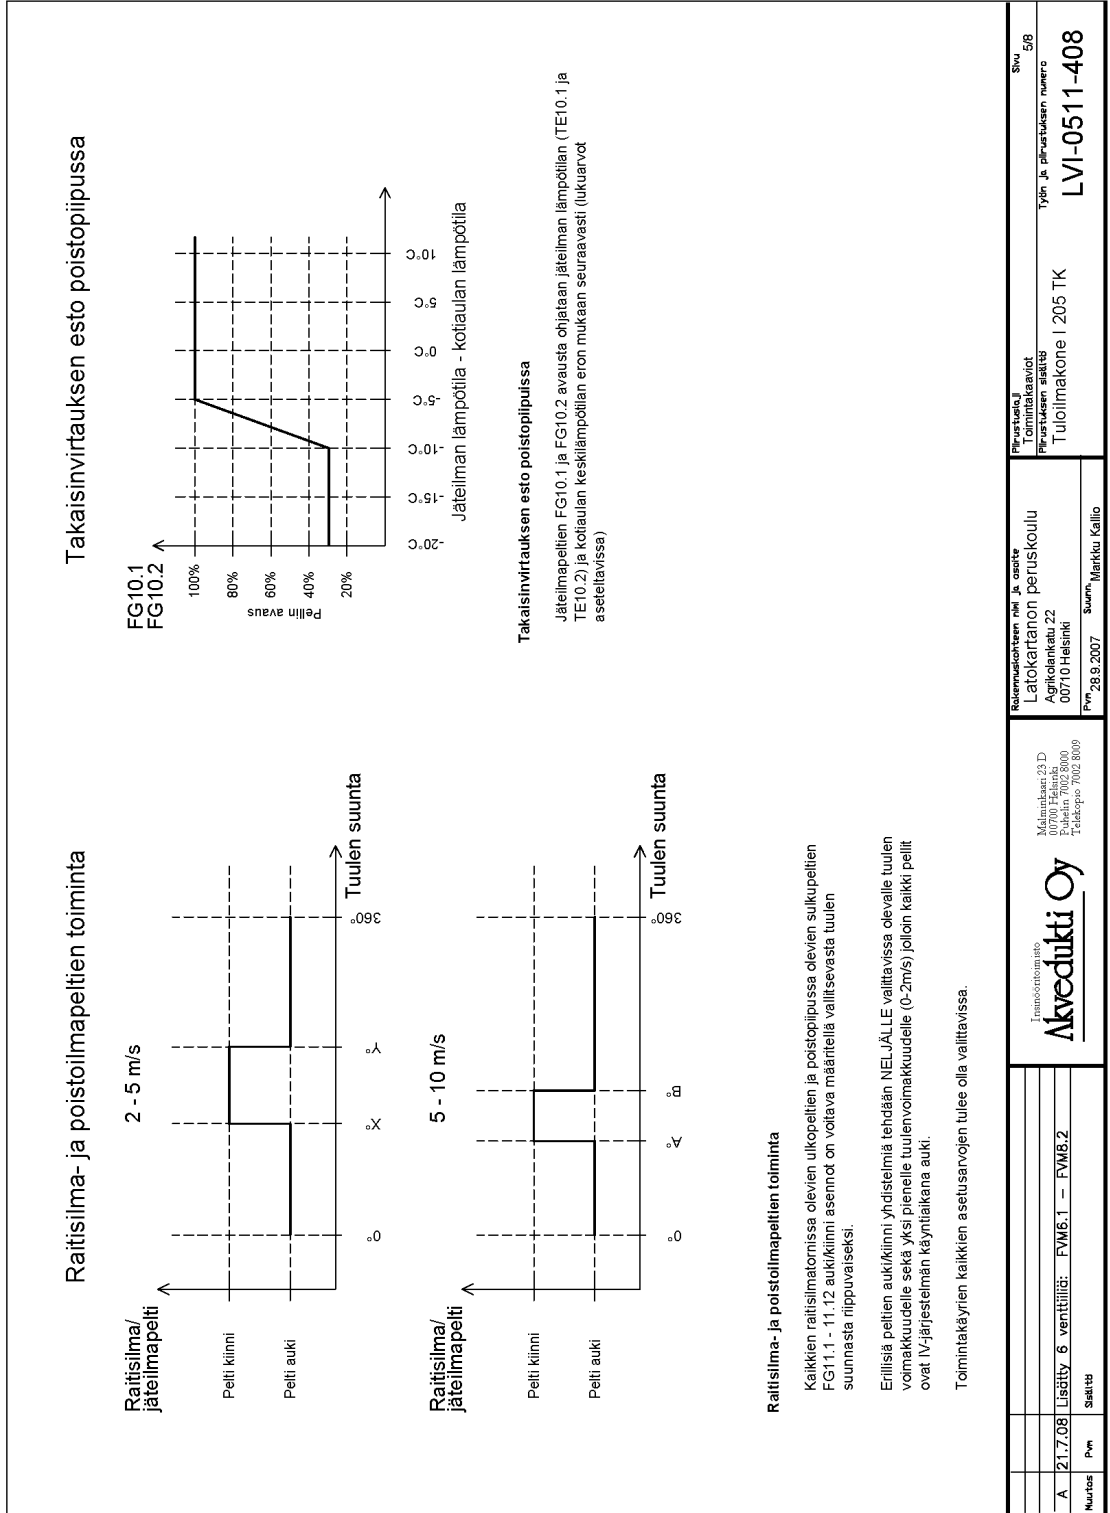 Raitisilma- ja poistoilmapeltien toiminta
Raitisilma/
jäteilmapelti
2 - 5 m/s
Pelti kiinni
Pelti auki
0°
X°
Y°
360°
Tuulen suunta
Raitisilma/
jäteilmapelti
5 - 10 m/s
Pelti kiinni
Pelti auki
0°
A°
B°
360°
Tuulen suunta
Raitisilma- ja poistoilmapeltien toiminta
Kaikkien raitisilmatornissa olevien ulkopeltien ja poistopiipussa olevien sulkupeltien
FG11.1 - 11.12 auki/kiinni asennot on voitava määritellä vallitsevasta tuulen
suunnasta riippuvaiseksi.
Erillisiä peltien auki/kiinni yhdistelmiä tehdään NELJÄLLE valittavissa olevalle tuulen
voimakkuudelle sekä yksi pienelle tuulenvoimakkuudelle (0-2m/s) jolloin kaikki pellit
ovat IV-järjestelmän käyntiaikana auki.
Toimintakäyrien kaikkien asetusarvojen tulee olla valittavissa.
Takaisinvirtauksen esto poistopiipussa
FG10.1
FG10.2
Pellin avaus
100%
80%
60%
40%
20%
-20°C
-15°C
-10°C
-5°C
0°C
5°C
10°C
Jäteilman lämpötila - kotiaulan lämpötila
Takaisinvirtauksen esto poistopiipuissa
Jäteilmapeltien FG10.1 ja FG10.2 avausta ohjataan jäteilman lämpötilan (TE10.1 ja
TE10.2) ja kotiaulan keskilämpötilan eron mukaan seuraavasti (lukuarvot
aseteltavissa)
A 21.7.08 Lisätty 6 venttiiliä: FVM6.1 – FVM8.2
Muutos Pvm Sisältö
Insinööritoimisto
Akvedukti Oy
Malminkaari 23 D
00700 Helsinki
Puhelin 7002 8000
Telekopio 7002 8009
Rakennuskohteen nimi ja osoite
Latokartanon peruskoulu
Agrikolankatu 22
00710 Helsinki
Pvm 28.9.2007 Suunn. Markku Kallio
Piirustuslaji
Toimintakaaviot
Sivu
5/8
Piirustuksen sisältö
Tuloilmakone I 205 TK
Työn ja piirustuksen numero
LVI-0511-408